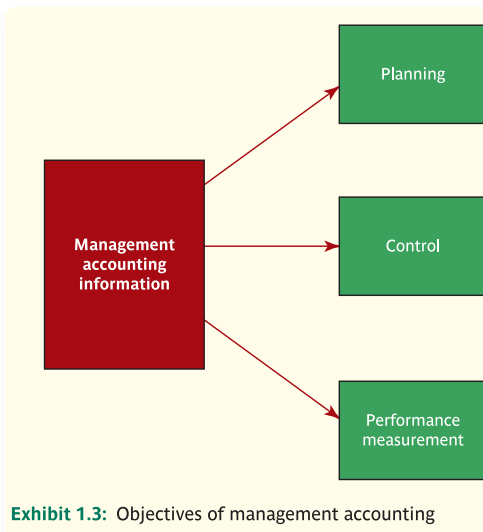 Planning
Management
accounting
information
Control
Performance
measurement
Exhibit 1.3: Objectives of management accounting